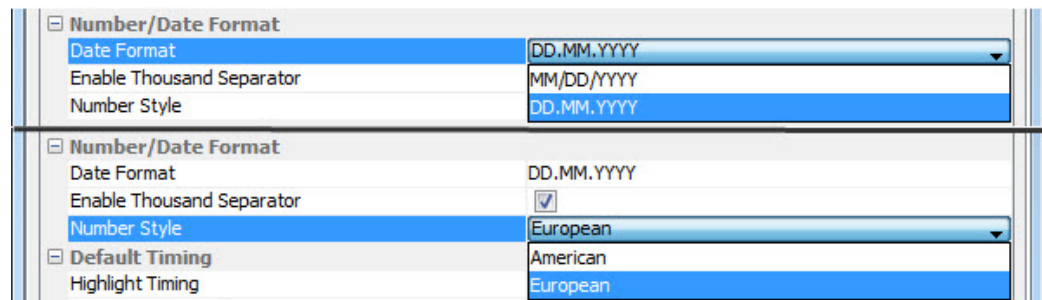 Number/Date Format
Date Format DD.MM.YYYY
Enable Thousand Separator MM/DD/YYYY
Number Style DD.MM.YYYY
Number/Date Format
Date Format DD.MM.YYYY
Enable Thousand Separator
Number Style European
Default Timing American
Highlight Timing European